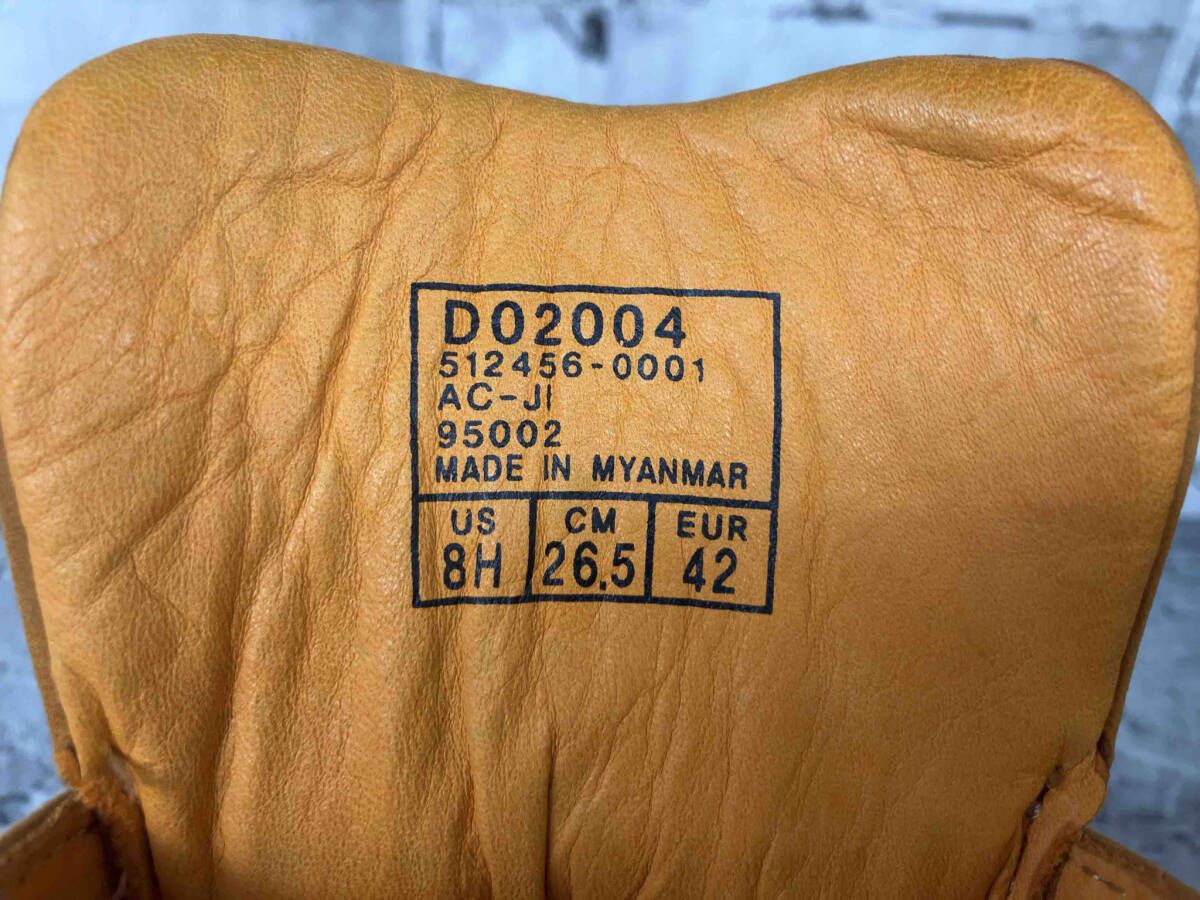 D02004
512456-0001
AC-JI
95002
MADE IN MYANMAR
US CM EUR
8H 26.5 42